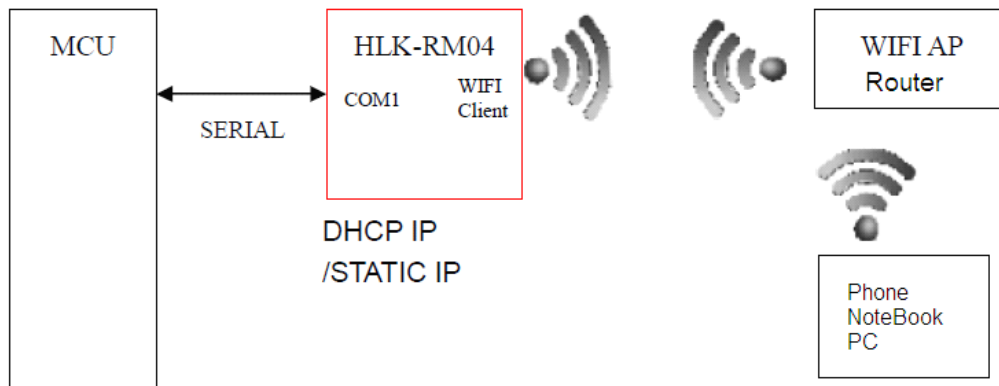 MCU
SERIAL
HLK-RM04
COM1
WIFI
Client
DHCP IP
/STATIC IP
WIFI AP
Router
Phone
NoteBook
PC